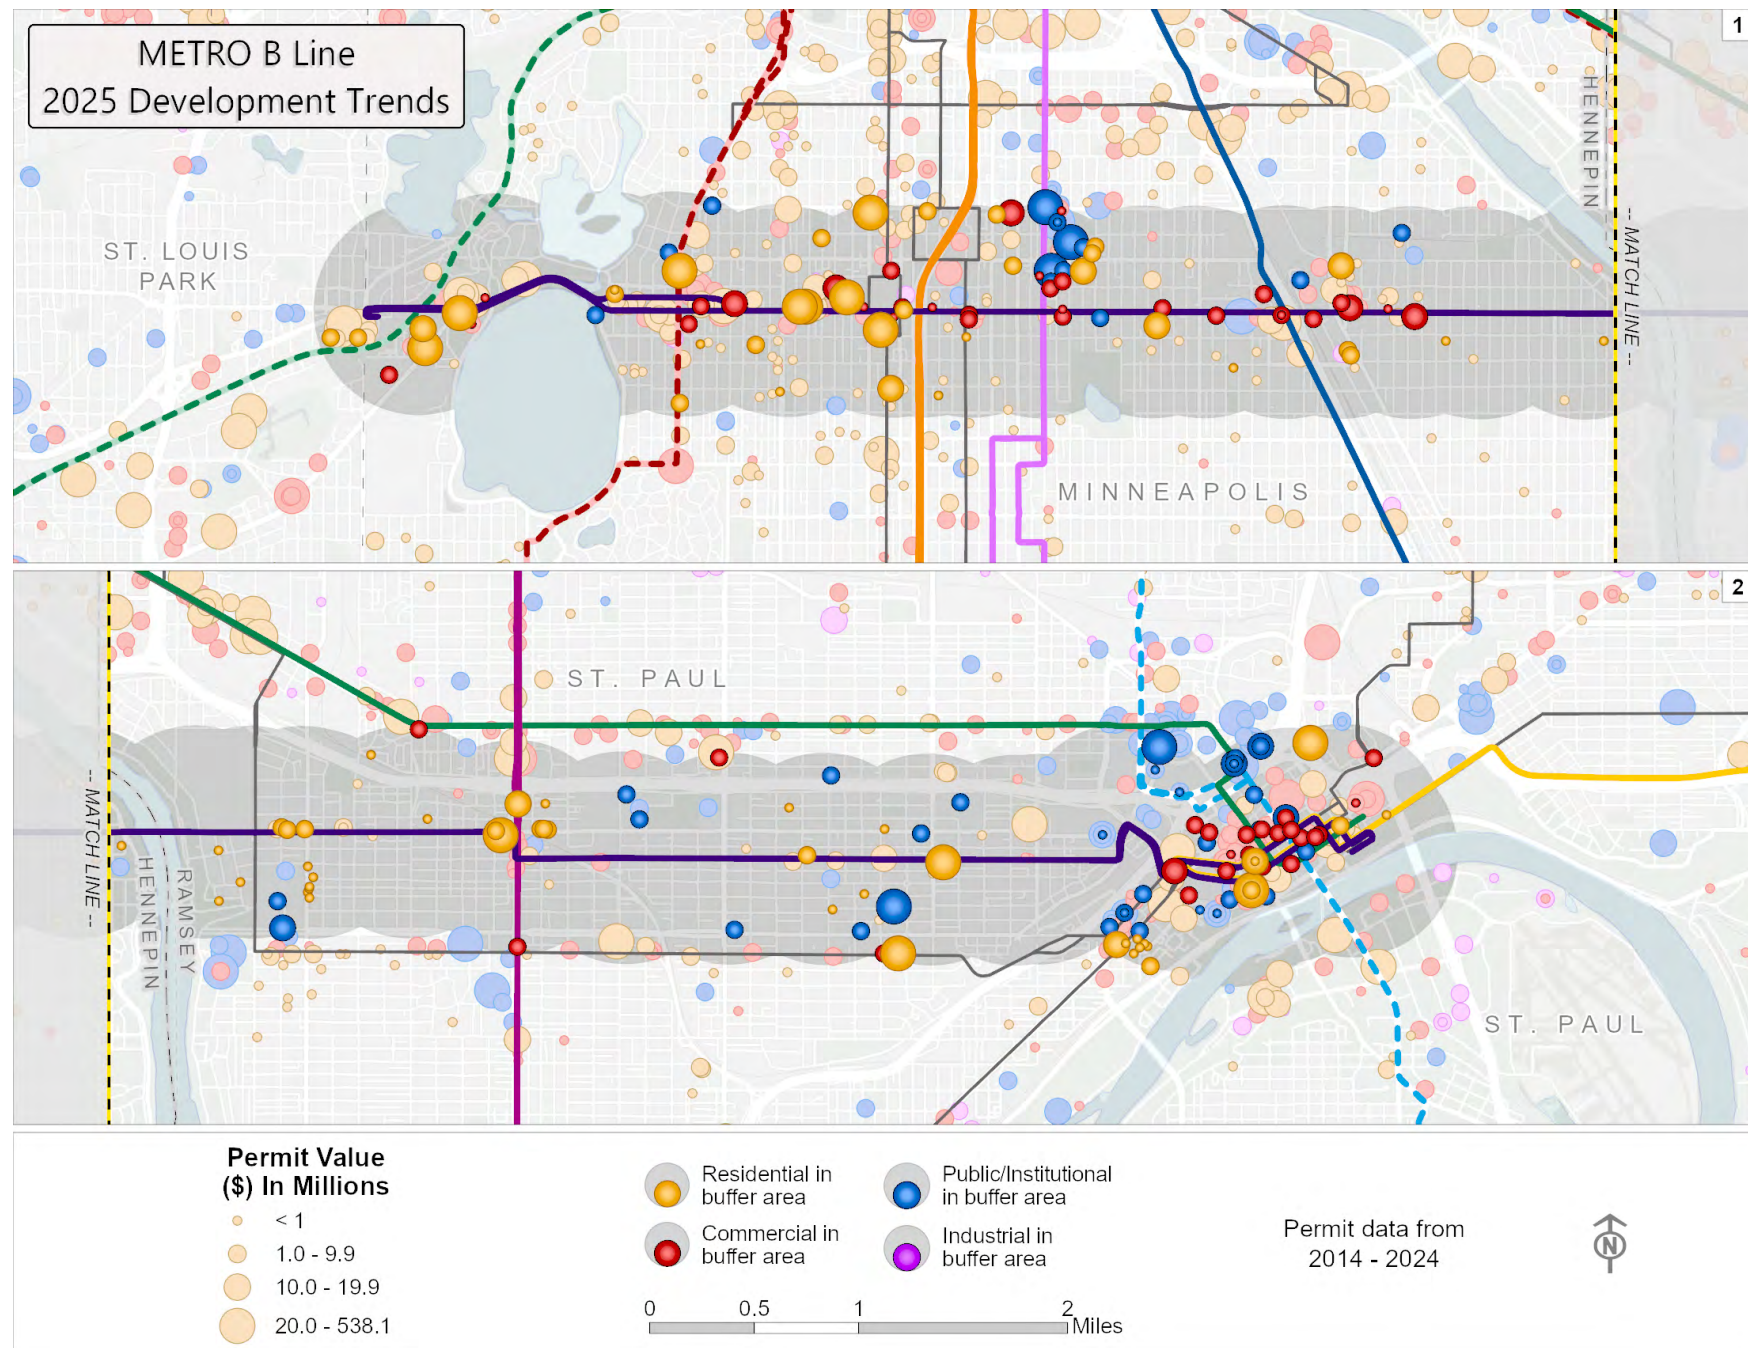 METRO B Line
2025 Development Trends
1
HENNEPIN
--MATCH LINE--
ST. LOUIS
PARK
MINNEAPOLIS
2
ST. PAUL
--MATCH LINE--
HENNEPIN
RAMSEY
ST. PAUL
Permit Value
($) In Millions
< 1
1.0 - 9.9
10.0 - 19.9
20.0 - 538.1
Residential in
buffer area
Commercial in
buffer area
Public/Institutional
in buffer area
Industrial in
buffer area
0 0.5 1 2
Miles
Permit data from
2014 - 2024
N